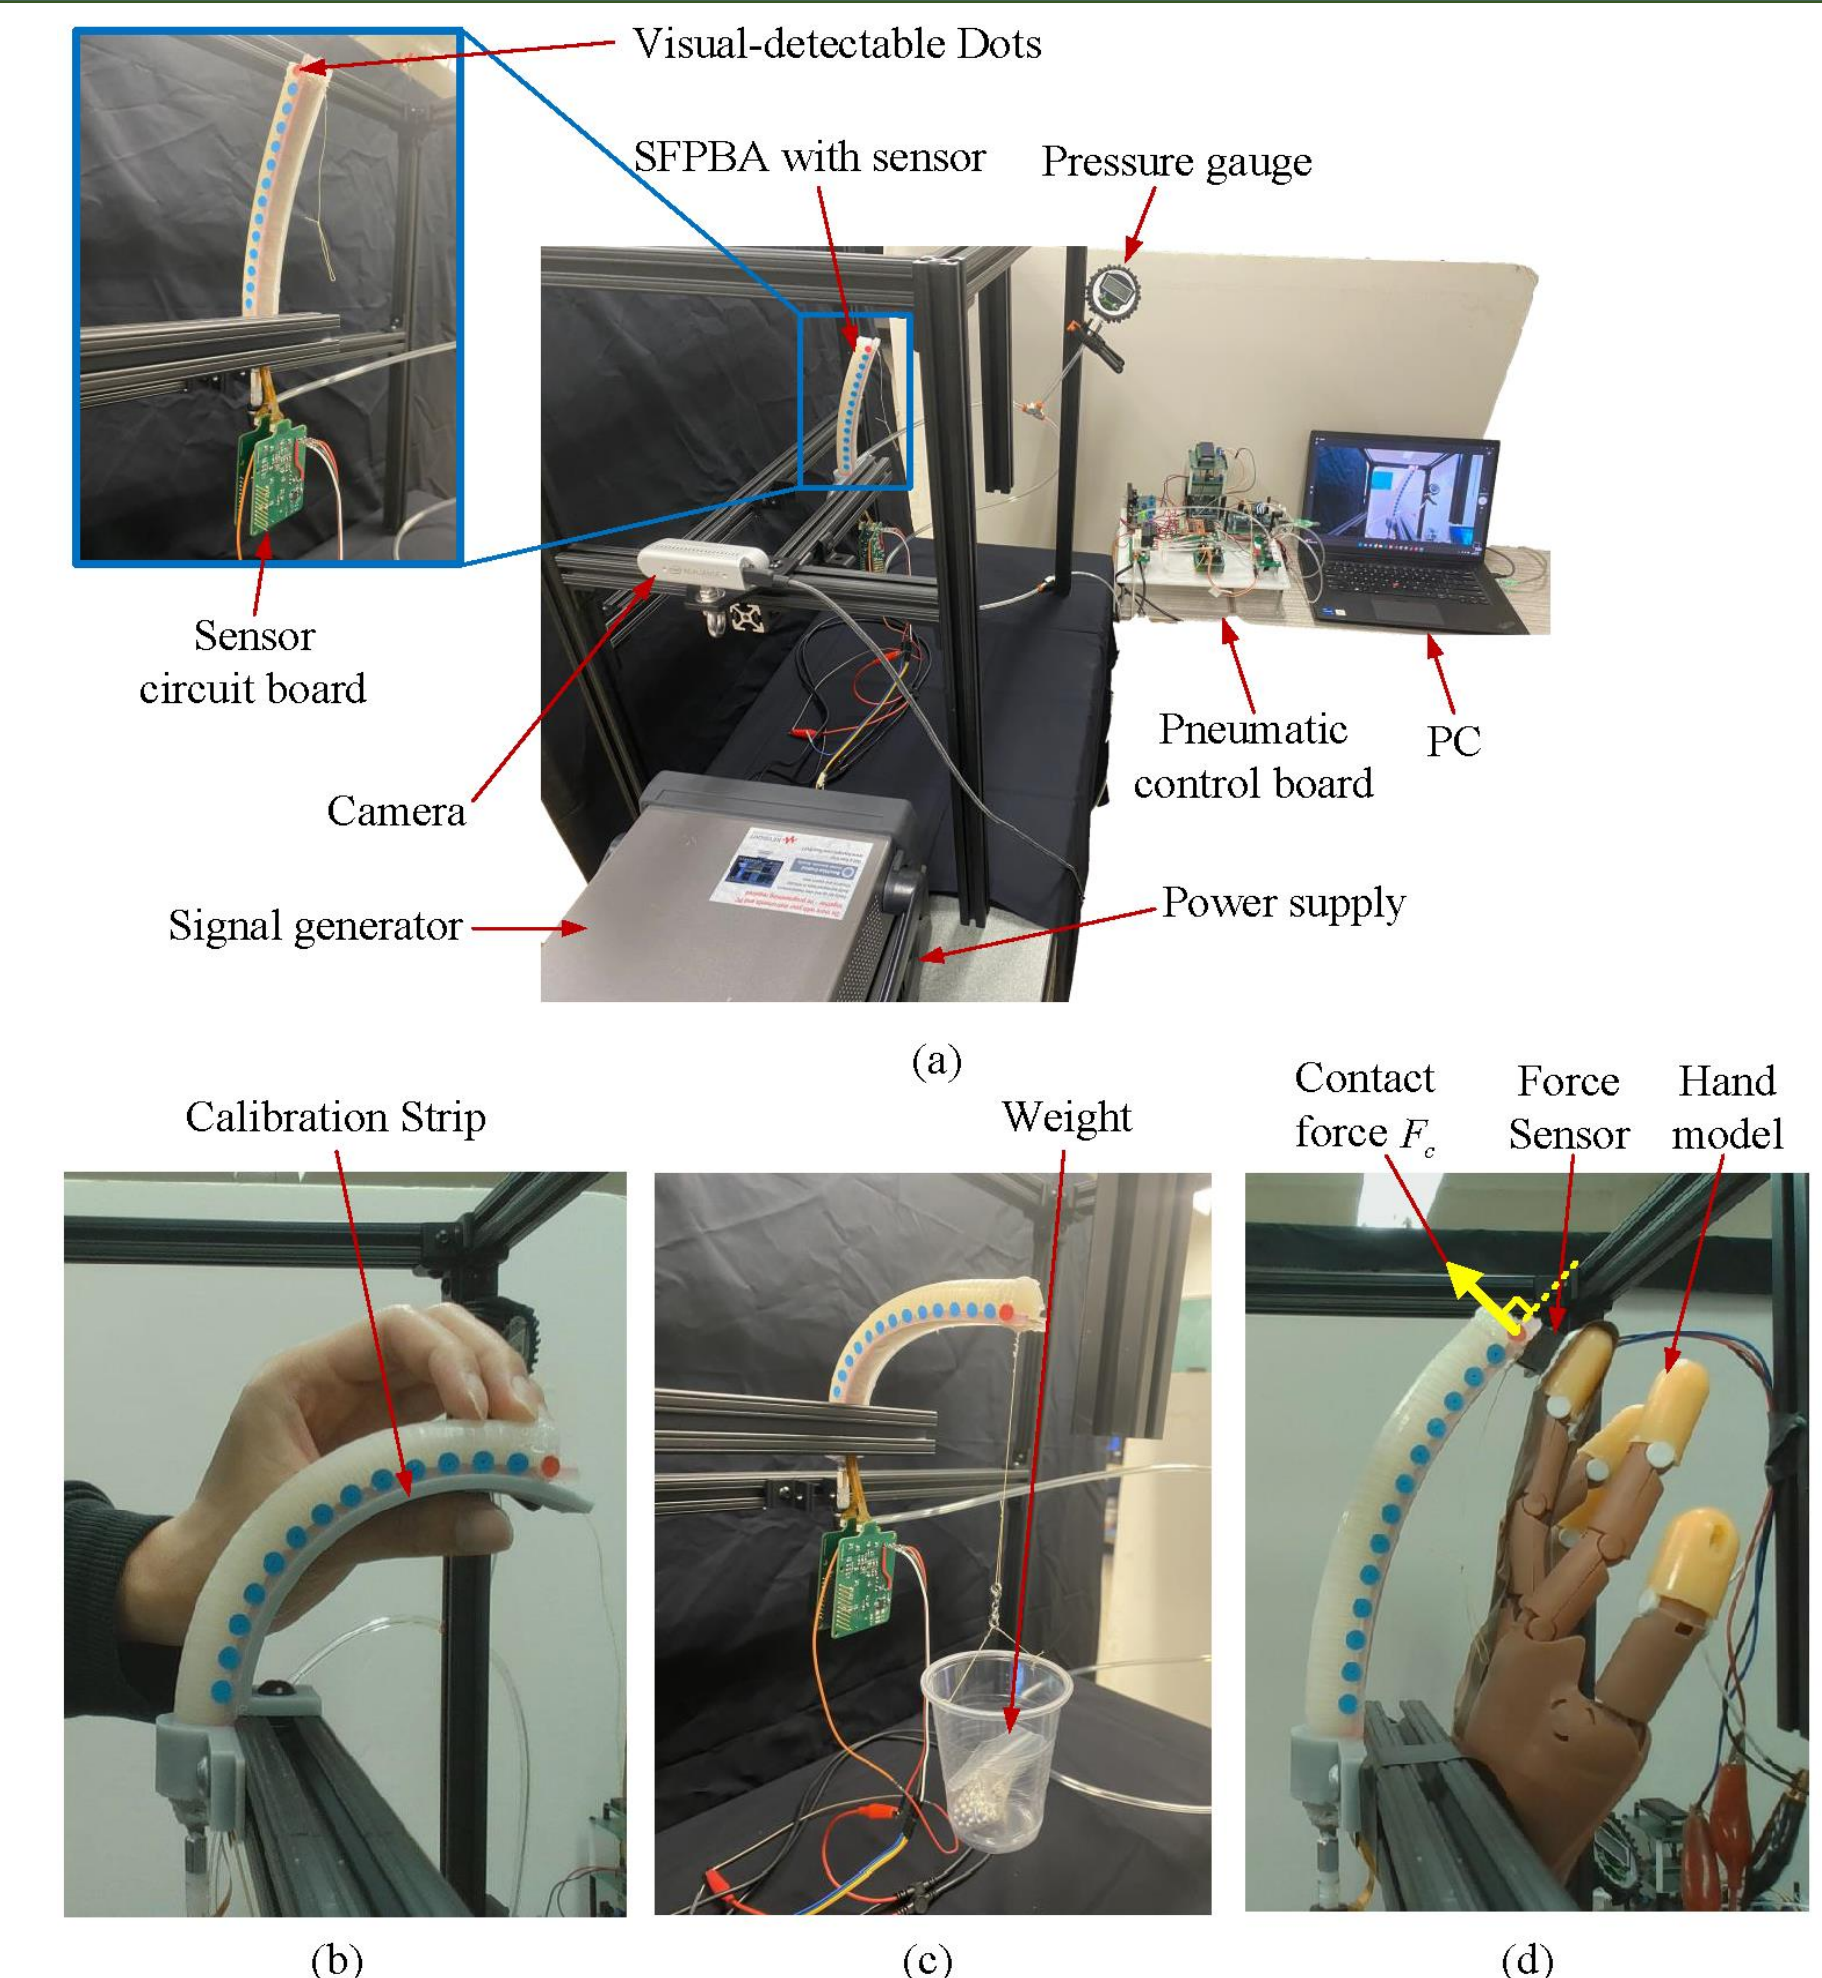 Visual-detectable Dots
SFPBA with sensor
Pressure gauge
Sensor
circuit board
Camera
Signal generator
Pneumatic
control board
PC
Power supply
(a)
Calibration Strip
Weight
Contact
force F_c
Force
Sensor
Hand
model
(b)
(c)
(d)